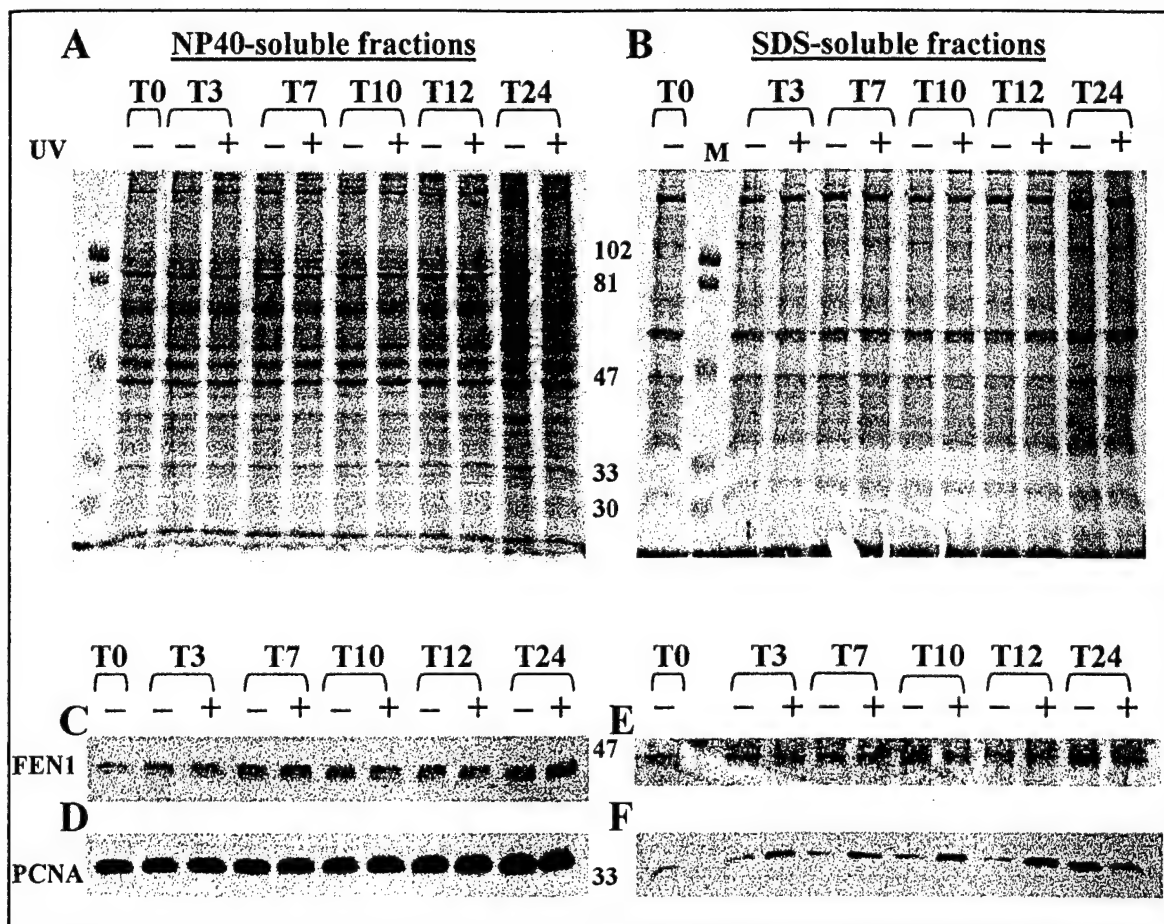 A NP40-soluble fractions
B SDS-soluble fractions
T0 T3 T7 T10 T12 T24
T0 T3 T7 T10 T12 T24
UV − − + − + − + − + − +
− M − + − + − + − + − +
102
81
47
33
30
T0 T3 T7 T10 T12 T24
T0 T3 T7 T10 T12 T24
C − − + − + − + − + − +
E − − + − + − + − + − +
FEN1
47
D
F
PCNA
33